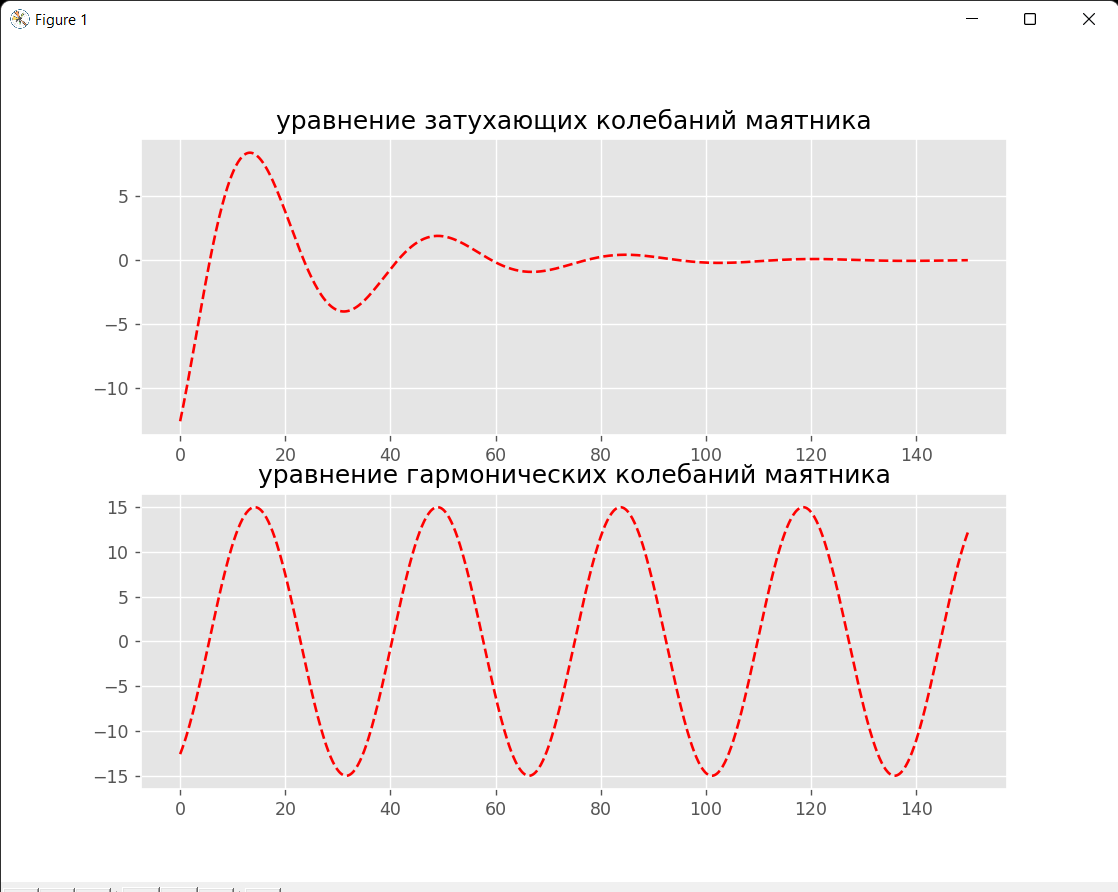 Figure 1
уравнение затухающих колебаний маятника
5
0
−5
−10
0 20 40 60 80 100 120 140
уравнение гармонических колебаний маятника
15
10
5
0
−5
−10
−15
0 20 40 60 80 100 120 140